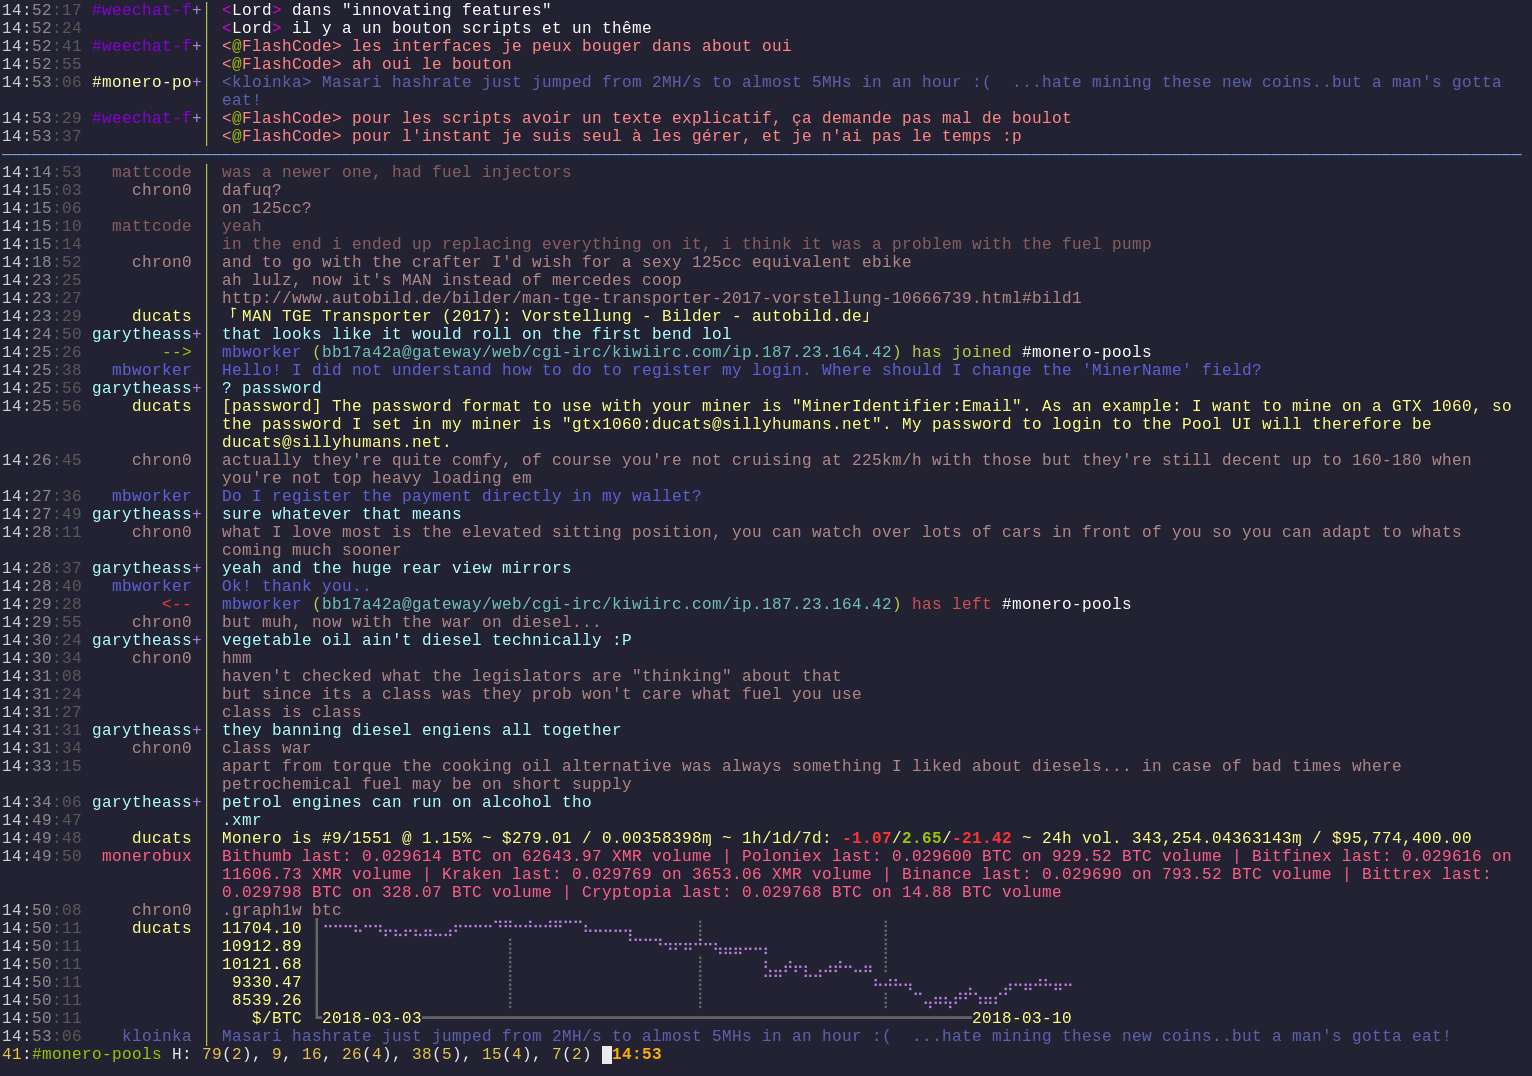 14:52:17 #weechat-f+│ <Lord> dans "innovating features"
14:52:24 │ <Lord> il y a un bouton scripts et un thême
14:52:41 #weechat-f+│ <@FlashCode> les interfaces je peux bouger dans about oui
14:52:55 │ <@FlashCode> ah oui le bouton
14:53:06 #monero-po+│ <kloinka> Masari hashrate just jumped from 2MH/s to almost 5MHs in an hour :(  ...hate mining these new coins..but a man's gotta
│ eat!
14:53:29 #weechat-f+│ <@FlashCode> pour les scripts avoir un texte explicatif, ça demande pas mal de boulot
14:53:37 │ <@FlashCode> pour l'instant je suis seul à les gérer, et je n'ai pas le temps :p
14:14:53 mattcode │ was a newer one, had fuel injectors
14:15:03 chron0 │ dafuq?
14:15:06 │ on 125cc?
14:15:10 mattcode │ yeah
14:15:14 │ in the end i ended up replacing everything on it, i think it was a problem with the fuel pump
14:18:52 chron0 │ and to go with the crafter I'd wish for a sexy 125cc equivalent ebike
14:23:25 │ ah lulz, now it's MAN instead of mercedes coop
14:23:27 │ http://www.autobild.de/bilder/man-tge-transporter-2017-vorstellung-10666739.html#bild1
14:23:29 ducats │ 「MAN TGE Transporter (2017): Vorstellung - Bilder - autobild.de」
14:24:50 garytheass+│ that looks like it would roll on the first bend lol
14:25:26 --> │ mbworker (bb17a42a@gateway/web/cgi-irc/kiwiirc.com/ip.187.23.164.42) has joined #monero-pools
14:25:38 mbworker │ Hello! I did not understand how to do to register my login. Where should I change the 'MinerName' field?
14:25:56 garytheass+│ ? password
14:25:56 ducats │ [password] The password format to use with your miner is "MinerIdentifier:Email". As an example: I want to mine on a GTX 1060, so
│ the password I set in my miner is "gtx1060:ducats@sillyhumans.net". My password to login to the Pool UI will therefore be
│ ducats@sillyhumans.net.
14:26:45 chron0 │ actually they're quite comfy, of course you're not cruising at 225km/h with those but they're still decent up to 160-180 when
│ you're not top heavy loading em
14:27:36 mbworker │ Do I register the payment directly in my wallet?
14:27:49 garytheass+│ sure whatever that means
14:28:11 chron0 │ what I love most is the elevated sitting position, you can watch over lots of cars in front of you so you can adapt to whats
│ coming much sooner
14:28:37 garytheass+│ yeah and the huge rear view mirrors
14:28:40 mbworker │ Ok! thank you..
14:29:28 <-- │ mbworker (bb17a42a@gateway/web/cgi-irc/kiwiirc.com/ip.187.23.164.42) has left #monero-pools
14:29:55 chron0 │ but muh, now with the war on diesel...
14:30:24 garytheass+│ vegetable oil ain't diesel technically :P
14:30:34 chron0 │ hmm
14:31:08 │ haven't checked what the legislators are "thinking" about that
14:31:24 │ but since its a class was they prob won't care what fuel you use
14:31:27 │ class is class
14:31:31 garytheass+│ they banning diesel engiens all together
14:31:34 chron0 │ class war
14:33:15 │ apart from torque the cooking oil alternative was always something I liked about diesels... in case of bad times where
│ petrochemical fuel may be on short supply
14:34:06 garytheass+│ petrol engines can run on alcohol tho
14:49:47 │ .xmr
14:49:48 ducats │ Monero is #9/1551 @ 1.15% ~ $279.01 / 0.00358398ɱ ~ 1h/1d/7d: -1.07/2.65/-21.42 ~ 24h vol. 343,254.04363143ɱ / $95,774,400.00
14:49:50 monerobux │ Bithumb last: 0.029614 BTC on 62643.97 XMR volume | Poloniex last: 0.029600 BTC on 929.52 BTC volume | Bitfinex last: 0.029616 on
│ 11606.73 XMR volume | Kraken last: 0.029769 on 3653.06 XMR volume | Binance last: 0.029690 on 793.52 BTC volume | Bittrex last:
│ 0.029798 BTC on 328.07 BTC volume | Cryptopia last: 0.029768 BTC on 14.88 BTC volume
14:50:08 chron0 │ .graph1w btc
14:50:11 ducats │ 11704.10
14:50:11 │ 10912.89
14:50:11 │ 10121.68
14:50:11 │ 9330.47
14:50:11 │ 8539.26
14:50:11 │ $/BTC 2018-03-03 2018-03-10
14:53:06 kloinka │ Masari hashrate just jumped from 2MH/s to almost 5MHs in an hour :(  ...hate mining these new coins..but a man's gotta eat!
41:#monero-pools H: 79(2), 9, 16, 26(4), 38(5), 15(4), 7(2) 14:53